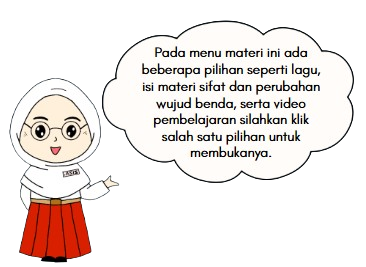 Pada menu materi ini ada
beberapa pilihan seperti lagu,
isi materi sifat dan perubahan
wujud benda, serta video
pembelajaran silahkan klik
salah satu pilihan untuk
membukanya.